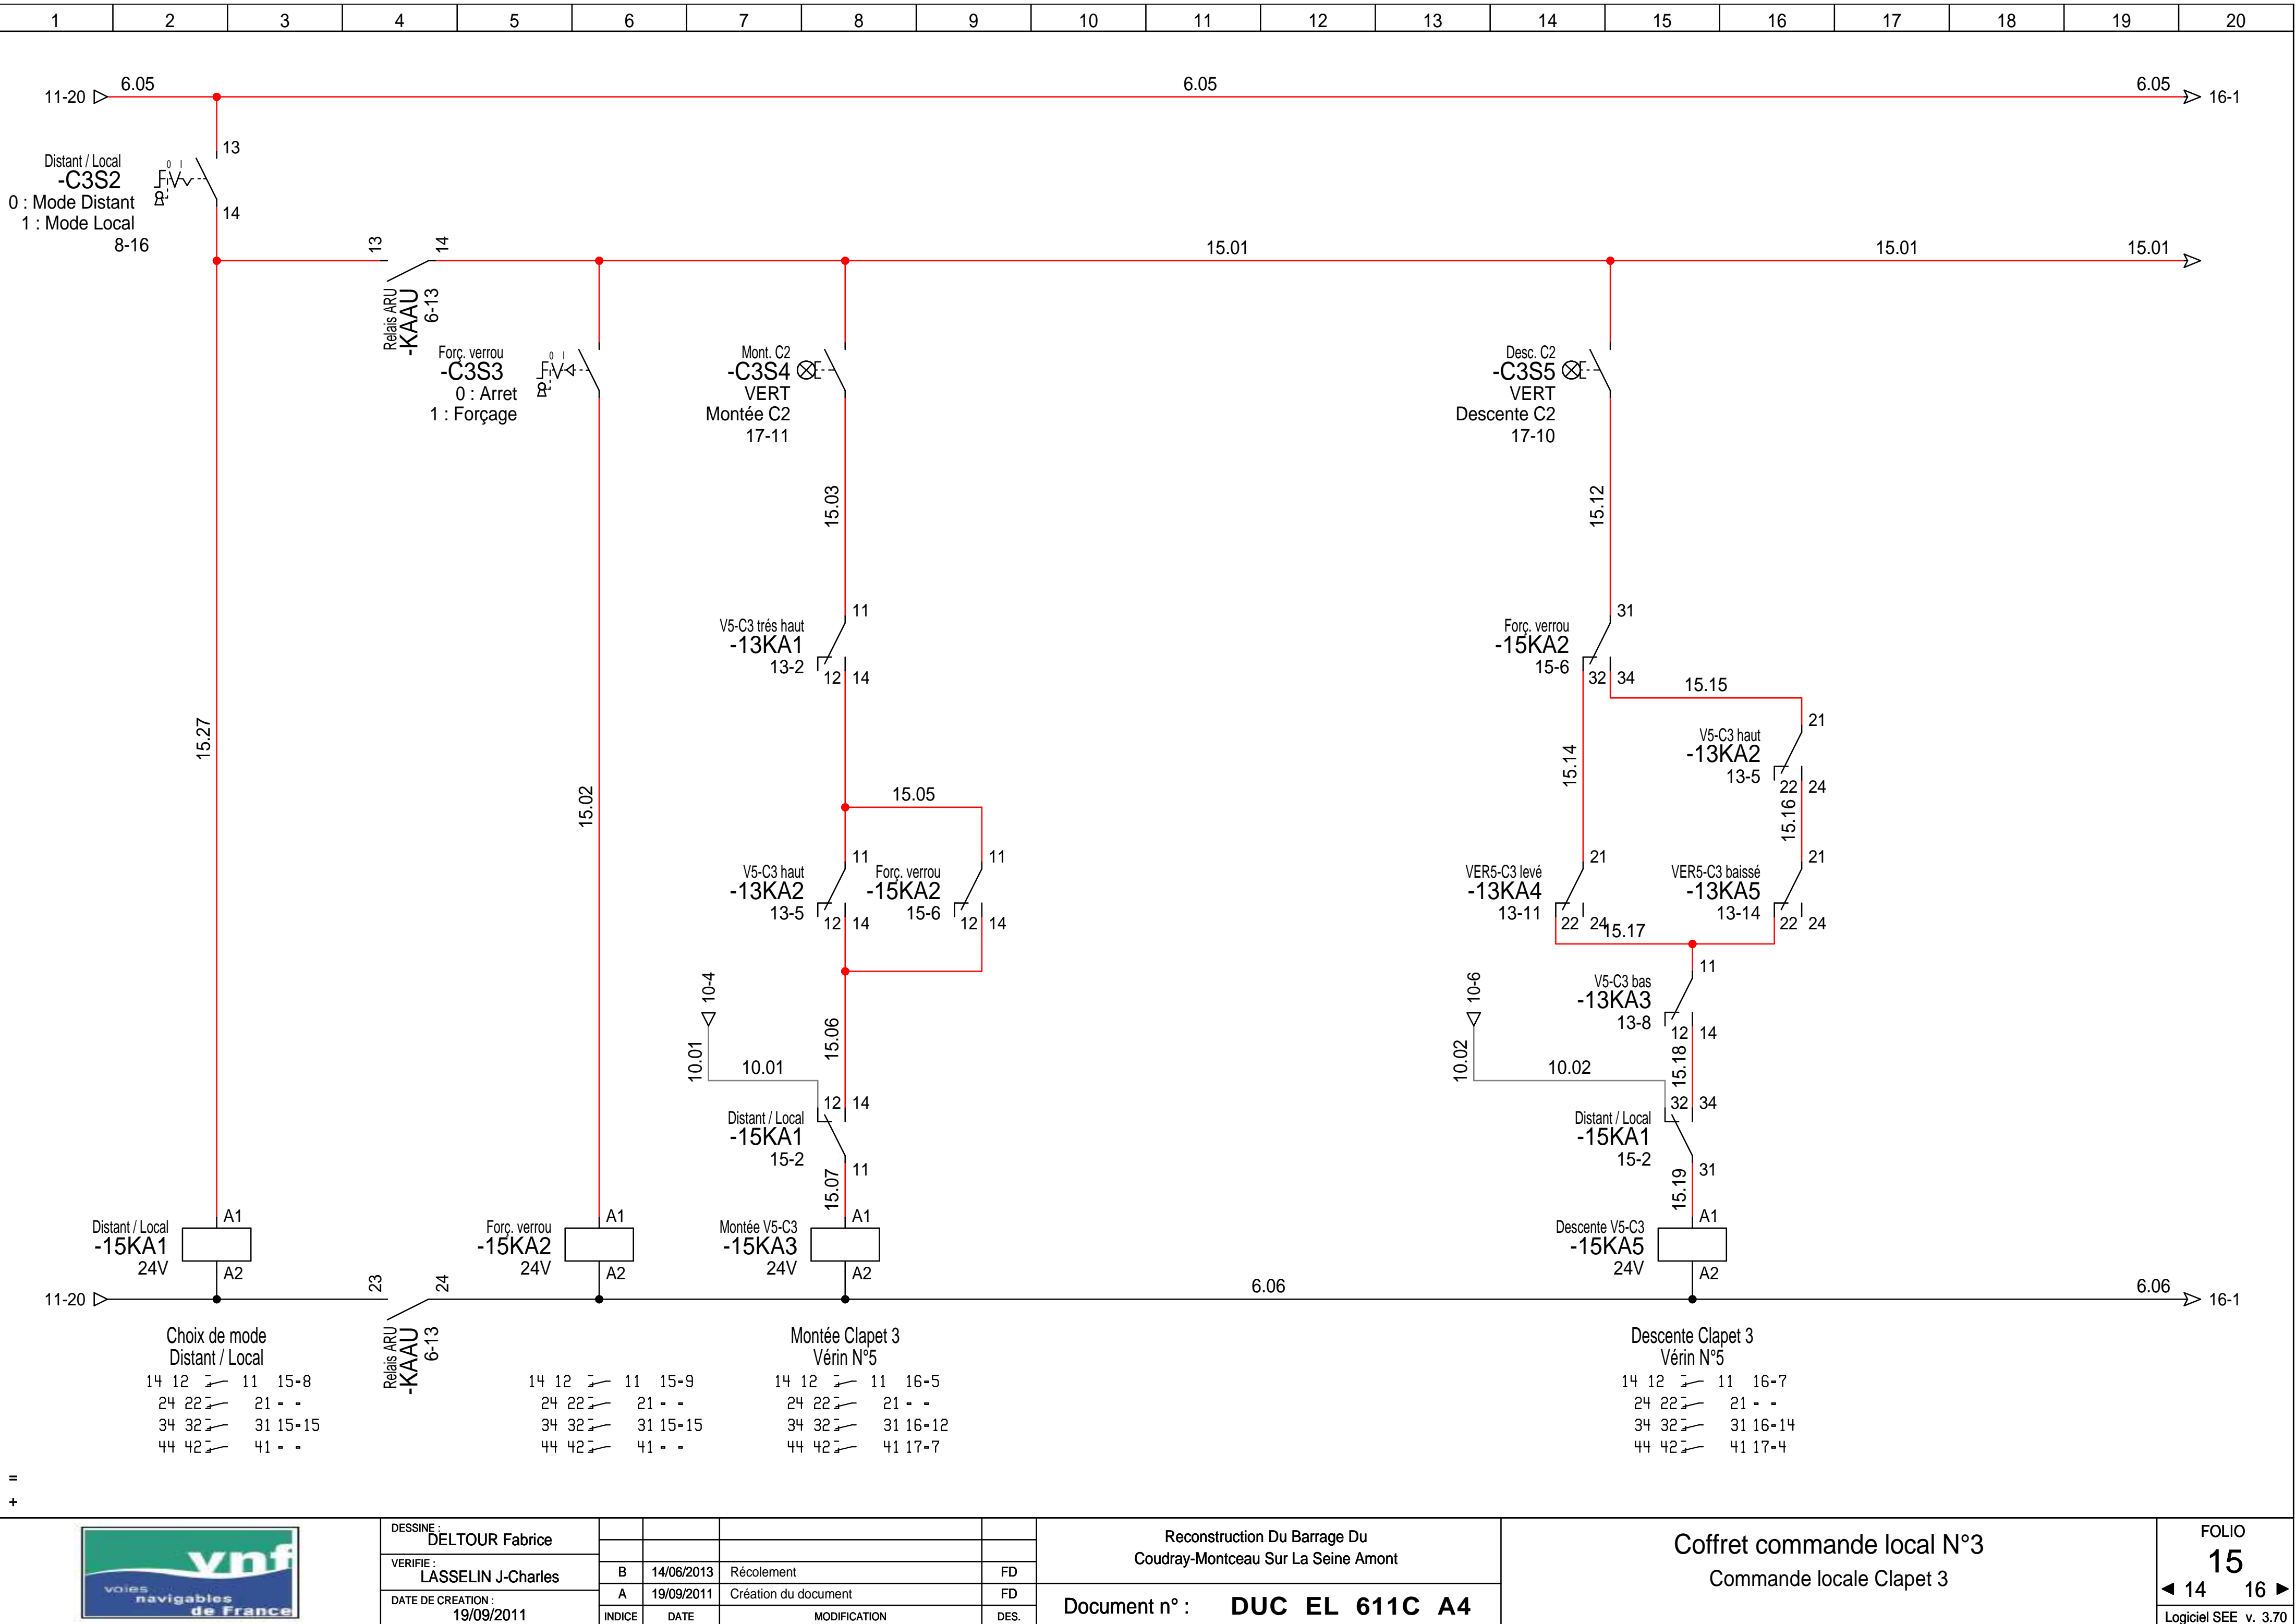 1 2 3 4 5 6 7 8 9 10 11 12 13 14 15 16 17 18 19 20
6.05 6.05 6.05
11-20 16-1
13
Distant / Local
-C3S2
0 : Mode Distant
1 : Mode Local
8-16
0 I
14
13 14
15.01 15.01 15.01
Relais ARU
-KAAU
6-13
Forç. verrou
-C3S3
0 : Arret
1 : Forçage
0 I
Mont. C2
-C3S4
VERT
Montée C2
17-11
Desc. C2
-C3S5
VERT
Descente C2
17-10
15.03
15.12
11
V5-C3 trés haut
-13KA1
13-2
12 14
31
Forç. verrou
-15KA2
15-6
32 34
15.15
15.27
15.02
15.14
21
V5-C3 haut
-13KA2
13-5
22 24
15.16
15.05
11
V5-C3 haut
-13KA2
13-5
12 14
11
Forç. verrou
-15KA2
15-6
12 14
21
VER5-C3 levé
-13KA4
13-11
22 24
15.17
21
VER5-C3 baissé
-13KA5
13-14
22 24
11
V5-C3 bas
-13KA3
13-8
12 14
10-4
10.01
10.01
15.06
10-6
10.02
10.02
15.18
12 14
Distant / Local
-15KA1
15-2
11
15.07
32 34
Distant / Local
-15KA1
15-2
31
15.19
A1
Distant / Local
-15KA1
24V
A2
A1
Forç. verrou
-15KA2
24V
A2
A1
Montée V5-C3
-15KA3
24V
A2
A1
Descente V5-C3
-15KA5
24V
A2
23 24
11-20
6.06 6.06
16-1
Relais ARU
-KAAU
6-13
Choix de mode
Distant / Local
14 12 11 15-8
24 22 21 - -
34 32 31 15-15
44 42 41 - -
14 12 11 15-9
24 22 21 - -
34 32 31 15-15
44 42 41 - -
Montée Clapet 3
Vérin N°5
14 12 11 16-5
24 22 21 - -
34 32 31 16-12
44 42 41 17-7
Descente Clapet 3
Vérin N°5
14 12 11 16-7
24 22 21 - -
34 32 31 16-14
44 42 41 17-4
=
+
vnf
voies
navigables
de France
DESSINE :
DELTOUR Fabrice
VERIFIE :
LASSELIN J-Charles
DATE DE CREATION :
19/09/2011
B 14/06/2013 Récolement FD
A 19/09/2011 Création du document FD
INDICE DATE MODIFICATION DES.
Reconstruction Du Barrage Du
Coudray-Montceau Sur La Seine Amont
Document n° : DUC EL 611C A4
Coffret commande local N°3
Commande locale Clapet 3
FOLIO
15
14 16
Logiciel SEE v. 3.70